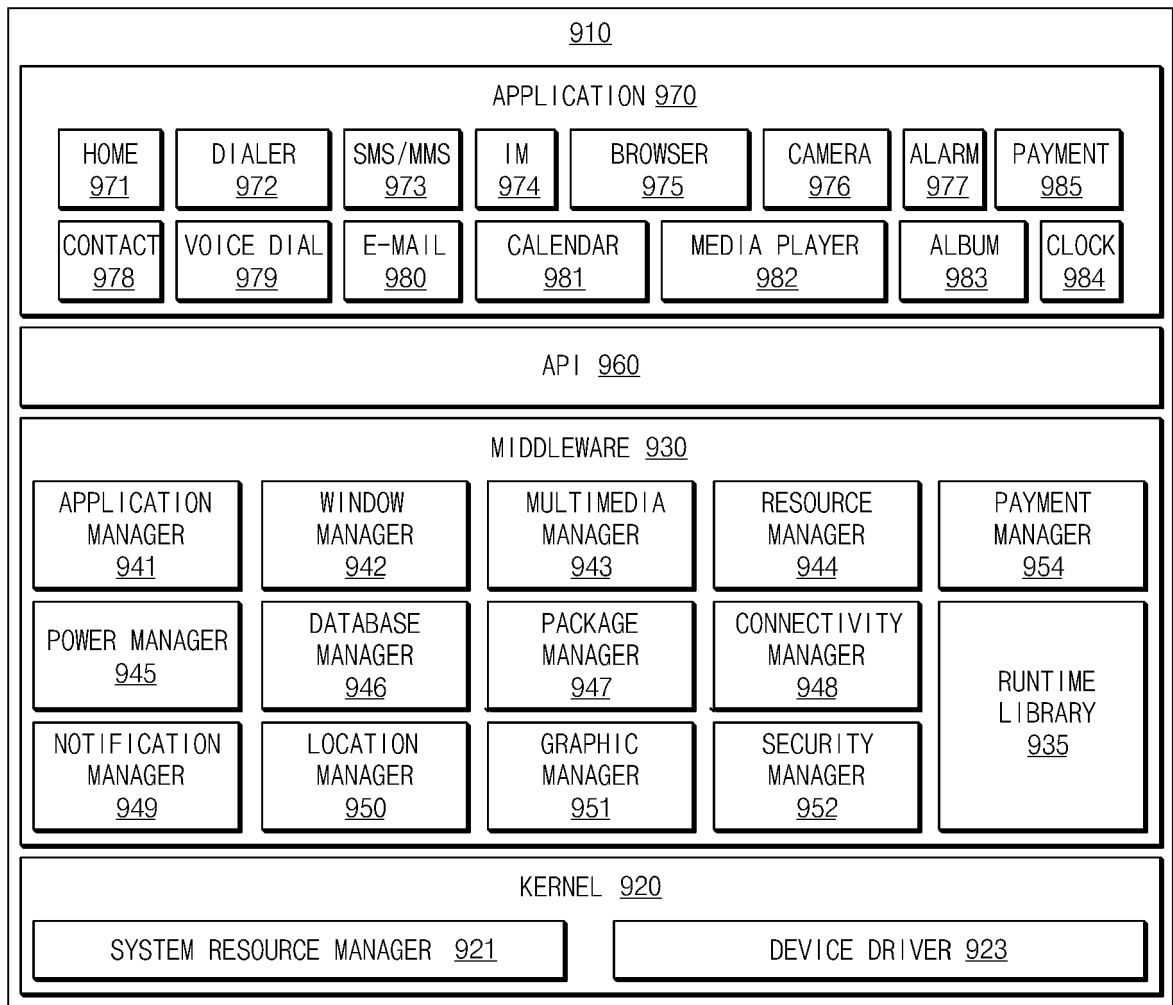 910
APPLICATION 970
HOME
971
DIALER
972
SMS/MMS
973
IM
974
BROWSER
975
CAMERA
976
ALARM
977
PAYMENT
985
CONTACT
978
VOICE DIAL
979
E-MAIL
980
CALENDAR
981
MEDIA PLAYER
982
ALBUM
983
CLOCK
984
API 960
MIDDLEWARE 930
APPLICATION
MANAGER
941
WINDOW
MANAGER
942
MULTIMEDIA
MANAGER
943
RESOURCE
MANAGER
944
PAYMENT
MANAGER
954
POWER MANAGER
945
DATABASE
MANAGER
946
PACKAGE
MANAGER
947
CONNECTIVITY
MANAGER
948
RUNTIME
LIBRARY
935
NOTIFICATION
MANAGER
949
LOCATION
MANAGER
950
GRAPHIC
MANAGER
951
SECURITY
MANAGER
952
KERNEL 920
SYSTEM RESOURCE MANAGER 921
DEVICE DRIVER 923